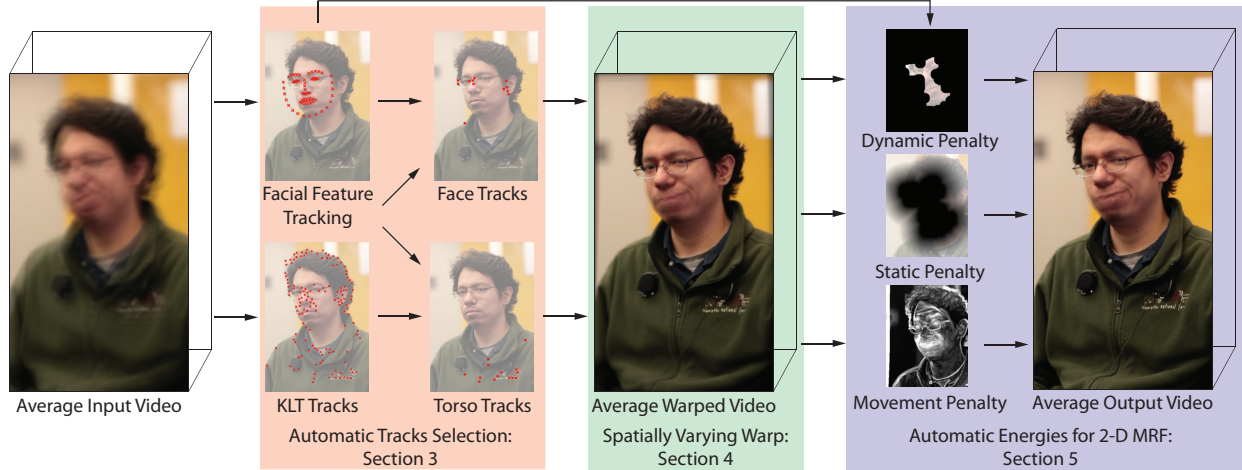 Facial Feature
Tracking
Face Tracks
Dynamic Penalty
Static Penalty
Average Input Video
KLT Tracks
Torso Tracks
Average Warped Video
Movement Penalty
Average Output Video
Automatic Tracks Selection:
Section 3
Spatially Varying Warp:
Section 4
Automatic Energies for 2-D MRF:
Section 5